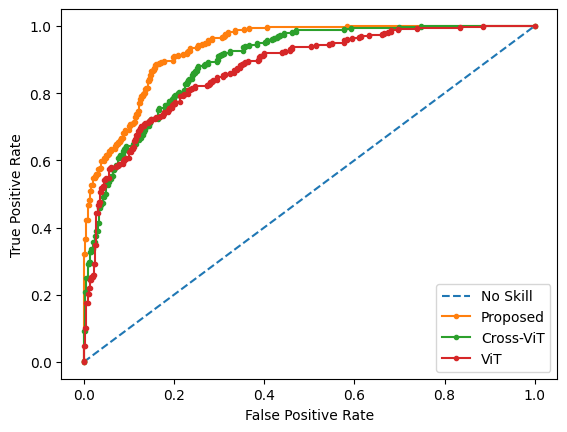 1.0
0.8
0.6
0.4
0.2
0.0
True Positive Rate
0.0 0.2 0.4 0.6 0.8 1.0
False Positive Rate
No Skill
Proposed
Cross-ViT
ViT